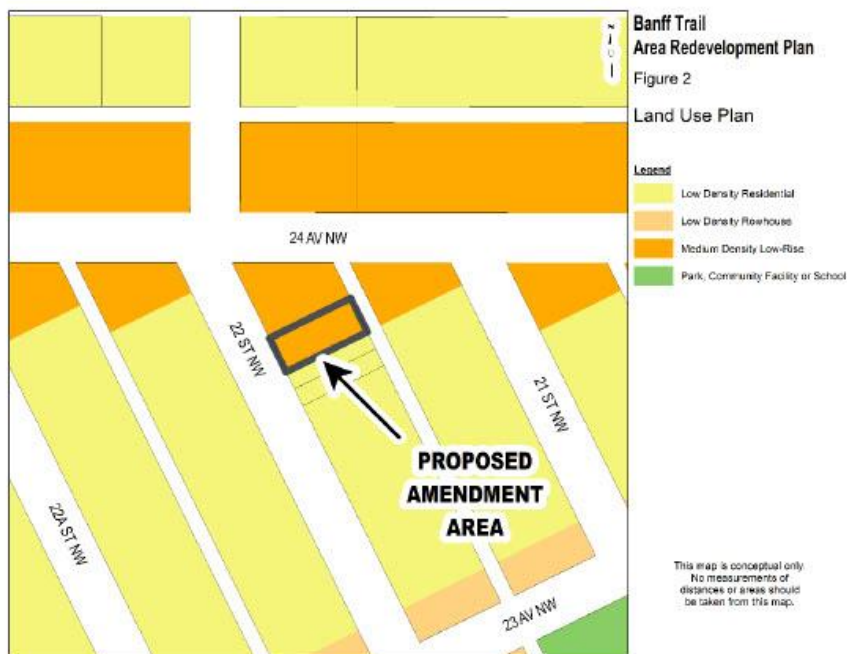 Banff Trail
Area Redevelopment Plan
Figure 2
Land Use Plan
Legend
Low Density Residential
Low Density Rowhouse
Medium Density Low-Rise
Park, Community Facility or School
24 AV NW
22 ST NW
21 ST NW
PROPOSED
AMENDMENT
AREA
22A ST NW
23 AV NW
This map is conceptual only.
No measurements of
distances or areas should
be taken from this map.